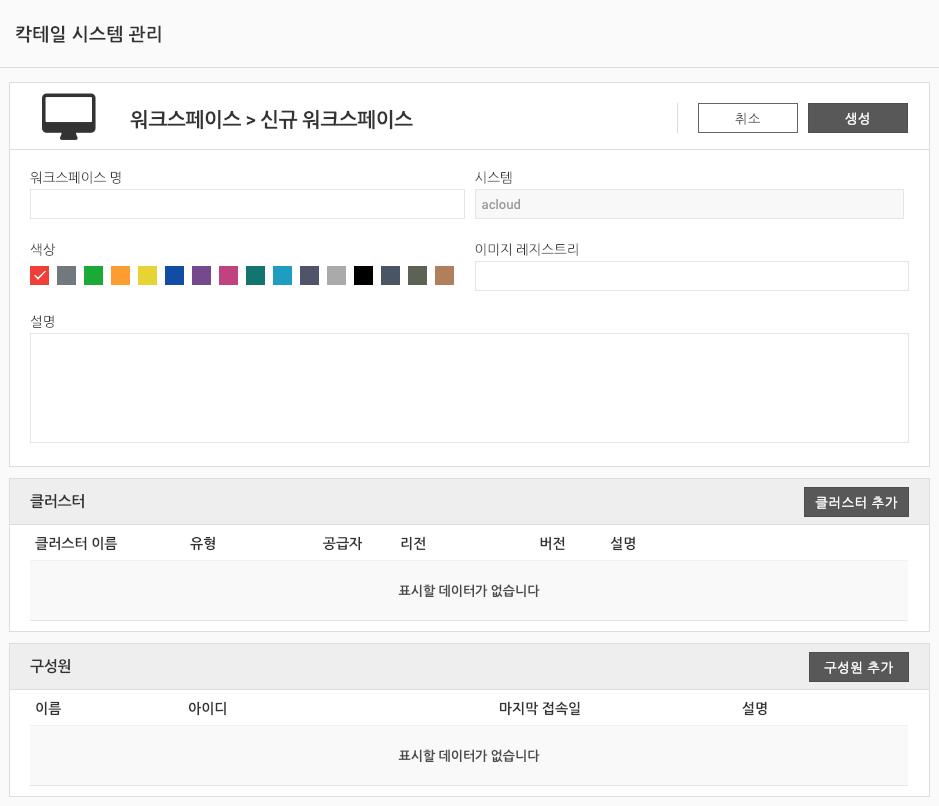 칵테일 시스템 관리
워크스페이스 > 신규 워크스페이스
취소
생성
워크스페이스 명
시스템
acloud
색상
이미지 레지스트리
설명
클러스터
클러스터 추가
클러스터 이름 유형 공급자 리전 버전 설명
표시할 데이터가 없습니다
구성원
구성원 추가
이름 아이디 마지막 접속일 설명
표시할 데이터가 없습니다